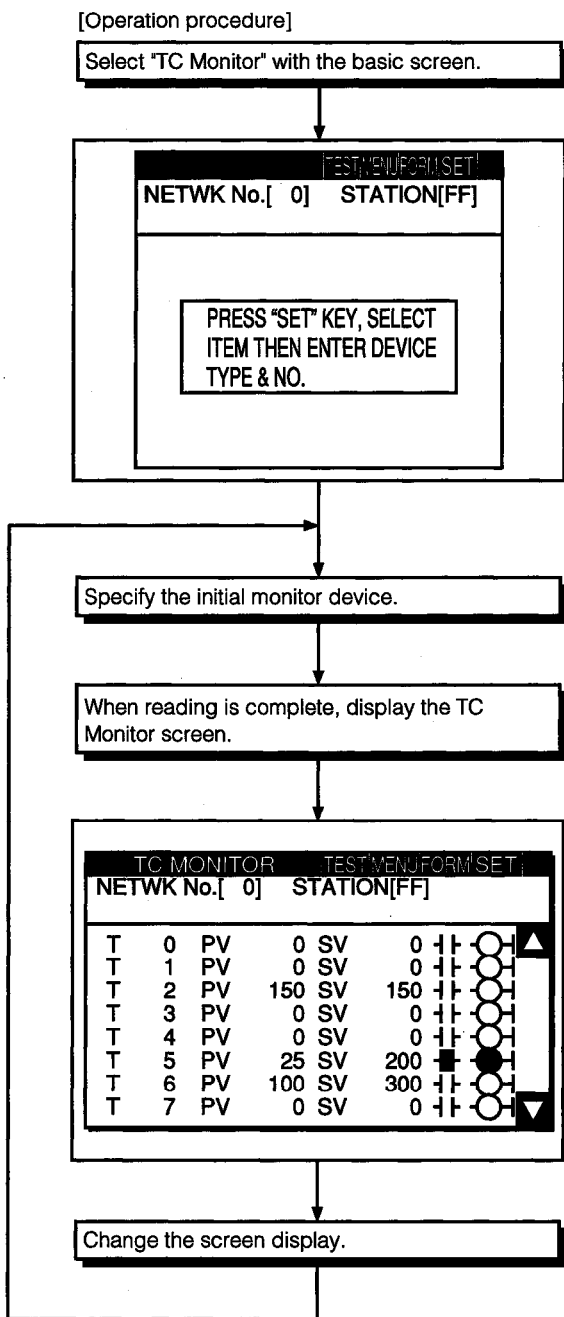 [Operation procedure]
Select "TC Monitor" with the basic screen.
TEST MENU FORM SET
NETWK No.[ 0] STATION[FF]
PRESS “SET” KEY, SELECT
ITEM THEN ENTER DEVICE
TYPE & NO.
Specify the initial monitor device.
When reading is complete, display the TC
Monitor screen.
TC MONITOR TEST MENU FORM SET
NETWK No.[ 0] STATION[FF]
T 0 PV 0 SV 0
T 1 PV 0 SV 0
T 2 PV 150 SV 150
T 3 PV 0 SV 0
T 4 PV 0 SV 0
T 5 PV 25 SV 200
T 6 PV 100 SV 300
T 7 PV 0 SV 0
Change the screen display.